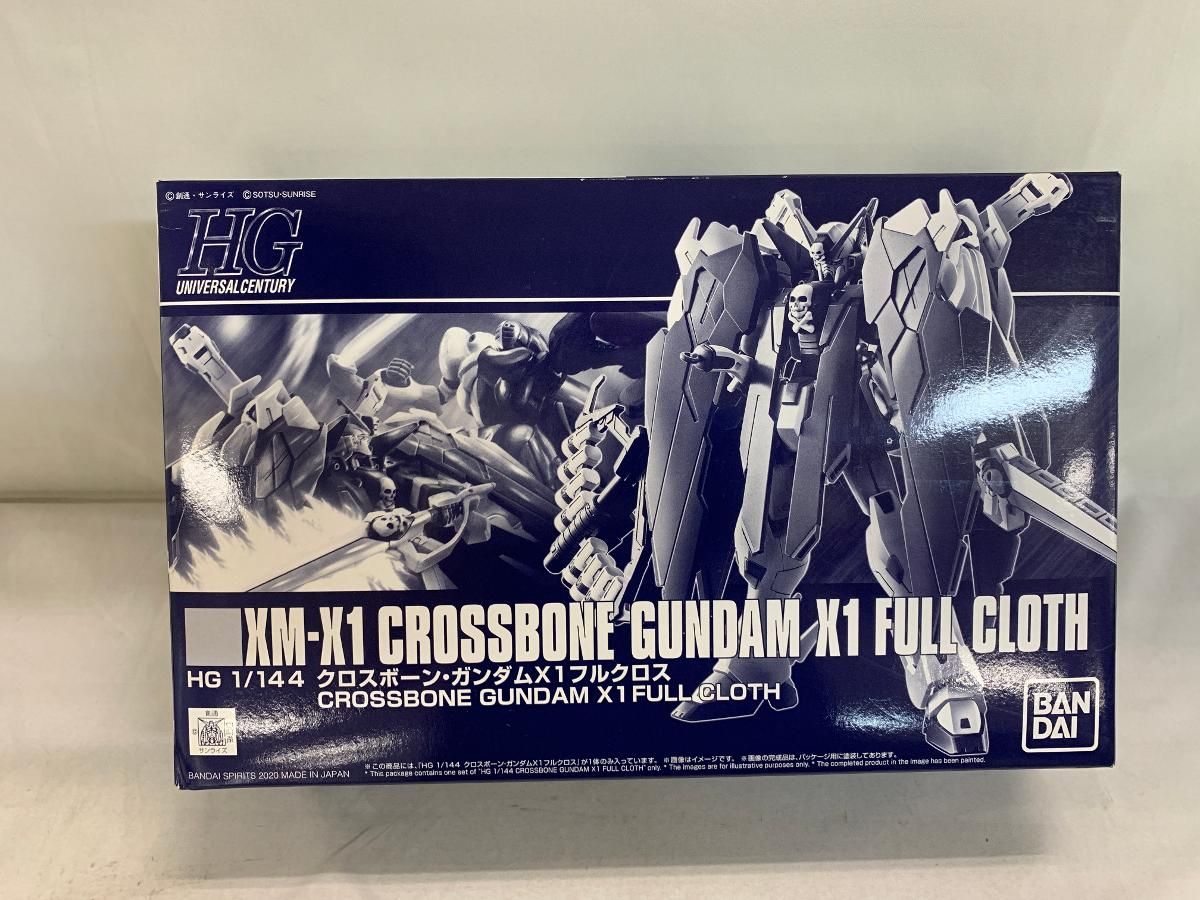 ©創通・サンライズ ©SOTSU・SUNRISE
HG
UNIVERSAL CENTURY
XM-X1 CROSSBONE GUNDAM X1 FULL CLOTH
HG 1/144 クロスボーン・ガンダムX1フルクロス
CROSSBONE GUNDAM X1 FULL CLOTH
創通
サンライズ
BAN
DAI
BANDAI SPIRITS 2020 MADE IN JAPAN
※この商品には、「HG 1/144 クロスボーン・ガンダムX1フルクロス」が1体のみ入っています。 ※画像はイメージです。 ※画像の完成品は、パッケージ用に塗装してあります。
* This package contains one set of "HG 1/144 CROSSBONE GUNDAM X1 FULL CLOTH" only. * The images are for illustrative purposes only. * The completed product in the image has been painted.